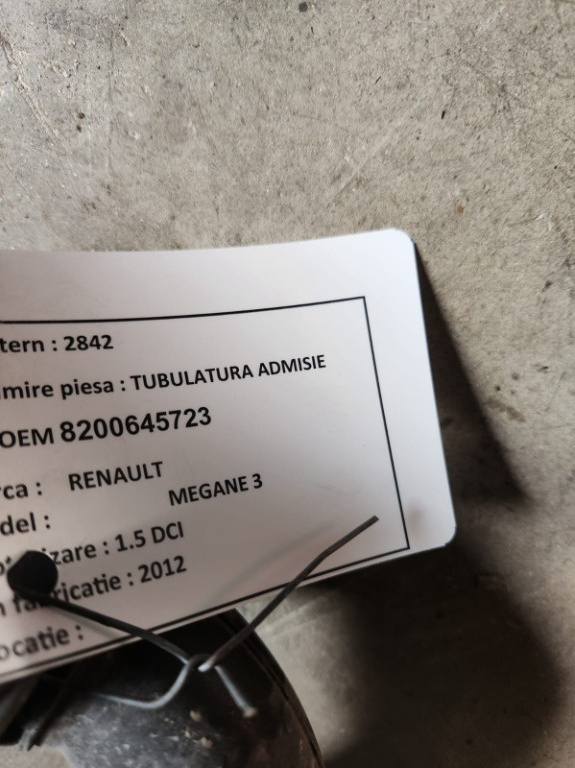 tern : 2842
mire piesa : TUBULATURA ADMISIE
OEM 8200645723
rca : RENAULT
del : MEGANE 3
izare : 1.5 DCI
fabricatie : 2012
ocatie :